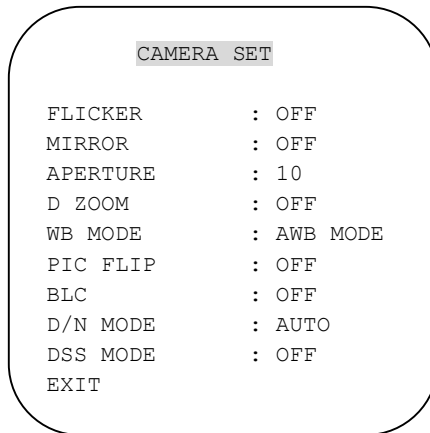 CAMERA SET
FLICKER : OFF
MIRROR : OFF
APERTURE : 10
D ZOOM : OFF
WB MODE : AWB MODE
PIC FLIP : OFF
BLC : OFF
D/N MODE : AUTO
DSS MODE : OFF
EXIT